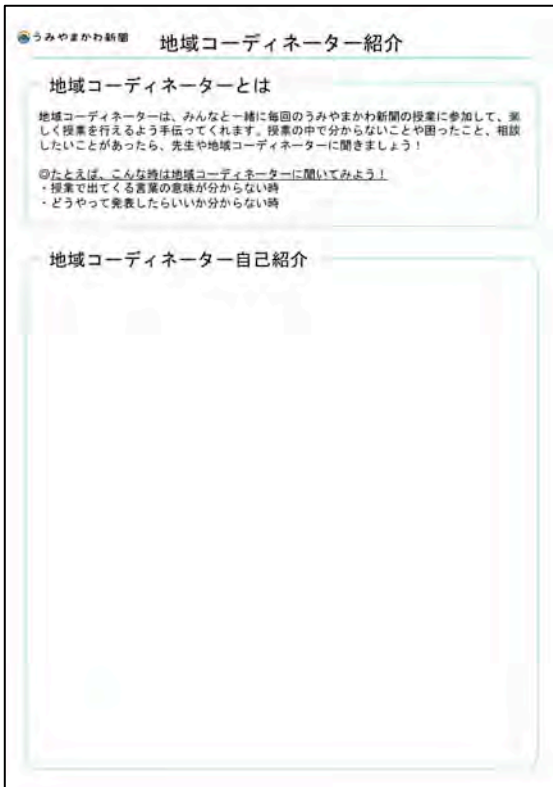 うみやまかわ新聞
地域コーディネーター紹介
地域コーディネーターとは
地域コーディネーターは、みんなと一緒に毎回のうみやまかわ新聞の授業に参加して、楽
しく授業を行えるよう手伝ってくれます。授業の中で分からないことや困ったこと、相談
したいことがあったら、先生や地域コーディネーターに聞きましょう！
◎たとえば、こんな時は地域コーディネーターに聞いてみよう！
・授業で出てくる言葉の意味が分からない時
・どうやって発表したらいいか分からない時
地域コーディネーター自己紹介